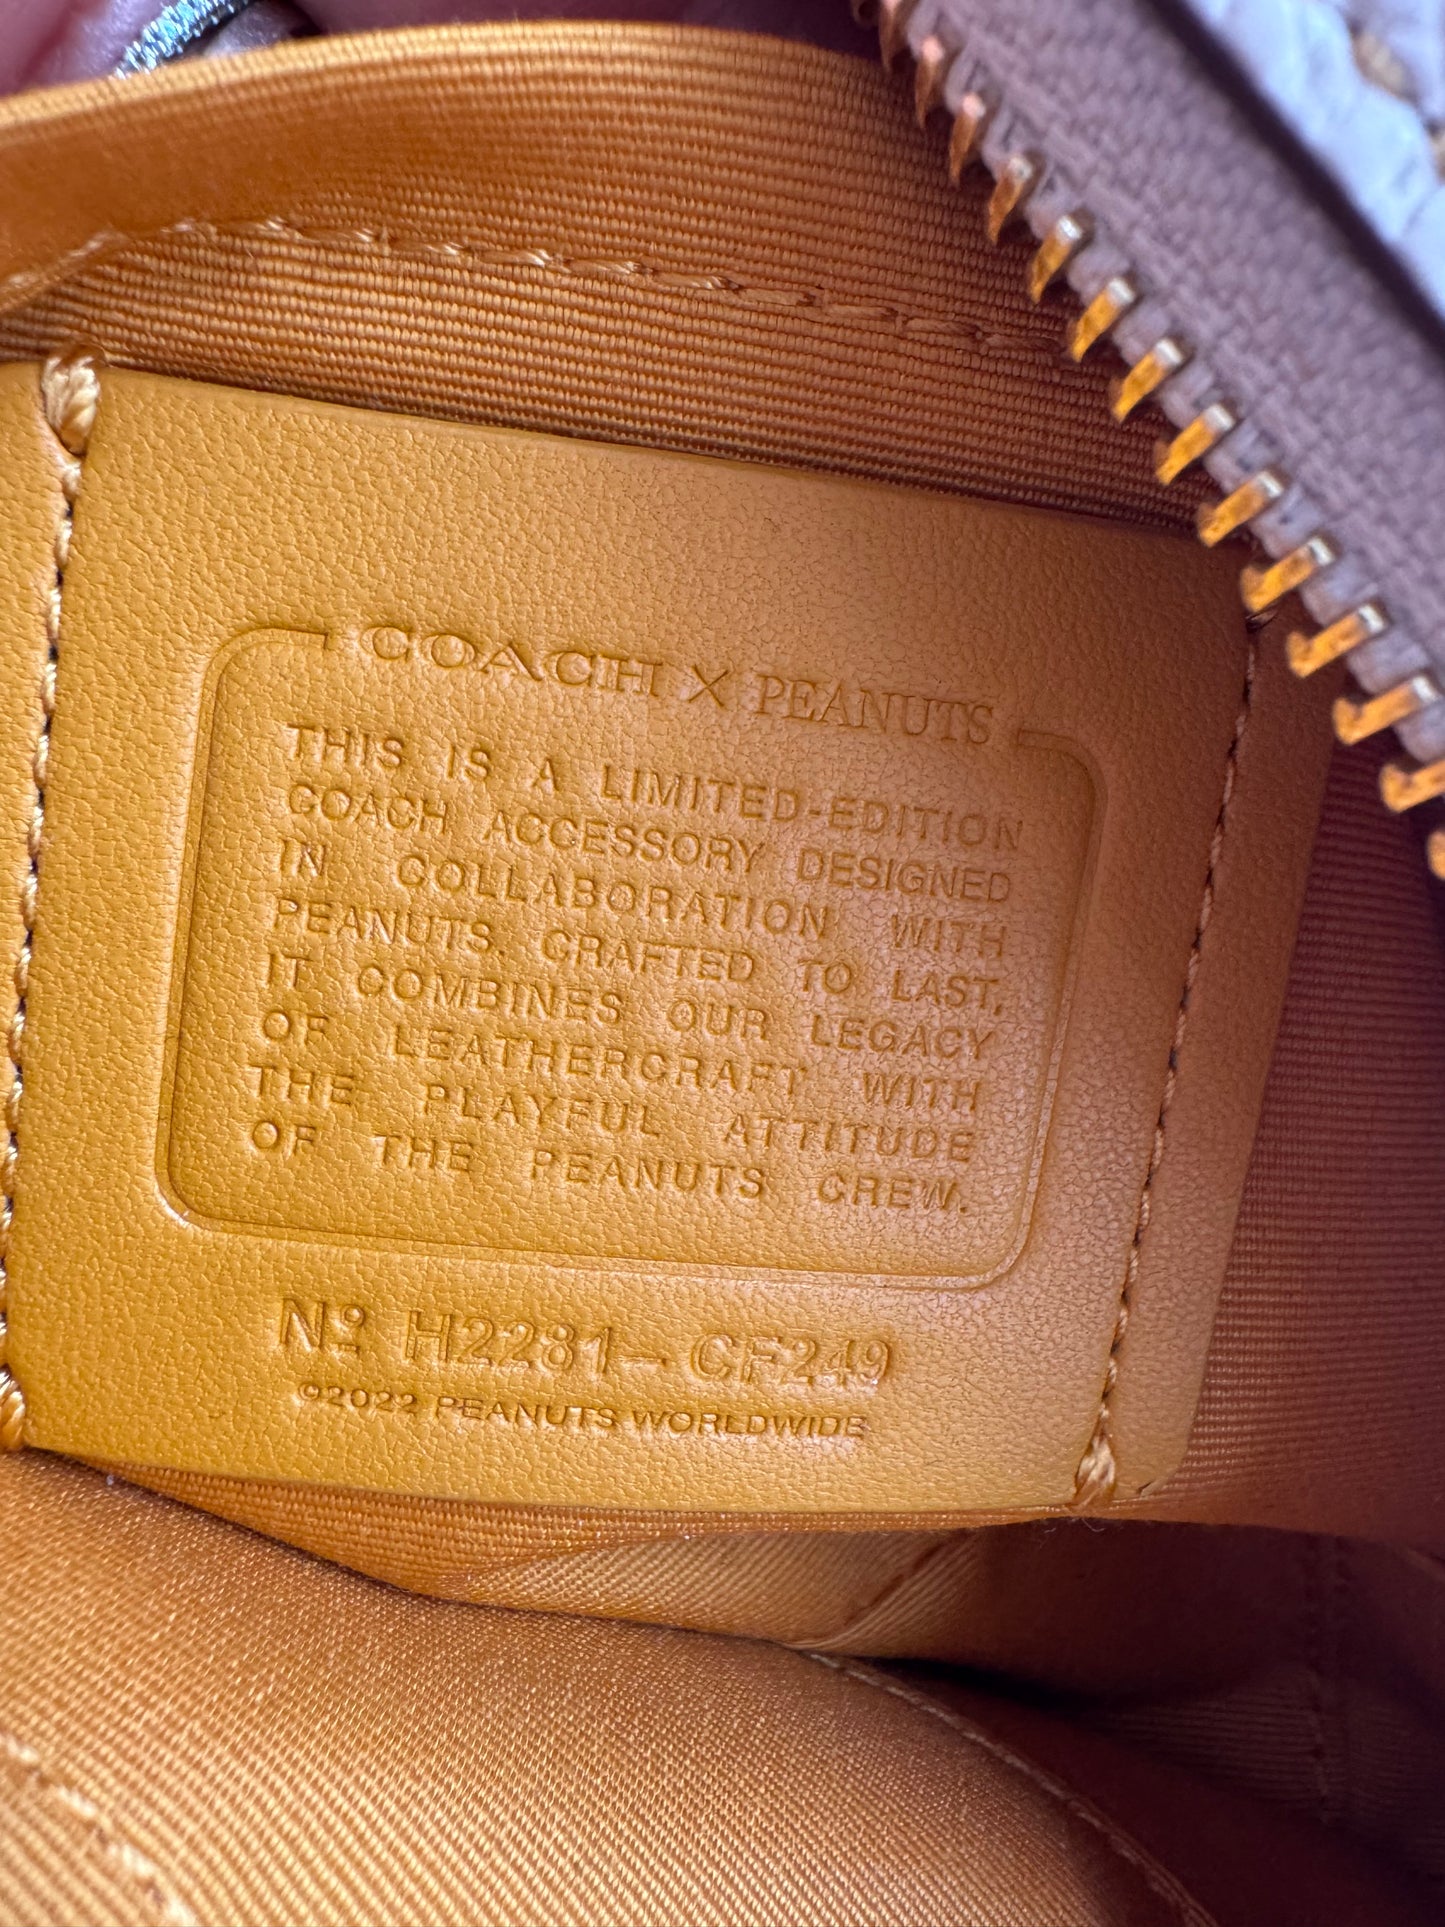 COACH × PEANUTS
THIS IS A LIMITED-EDITION
COACH ACCESSORY DESIGNED
IN COLLABORATION WITH
PEANUTS. CRAFTED TO LAST,
IT COMBINES OUR LEGACY
OF LEATHERCRAFT WITH
THE PLAYFUL ATTITUDE
OF THE PEANUTS CREW.
Nº H2281-CF249
©2022 PEANUTS WORLDWIDE